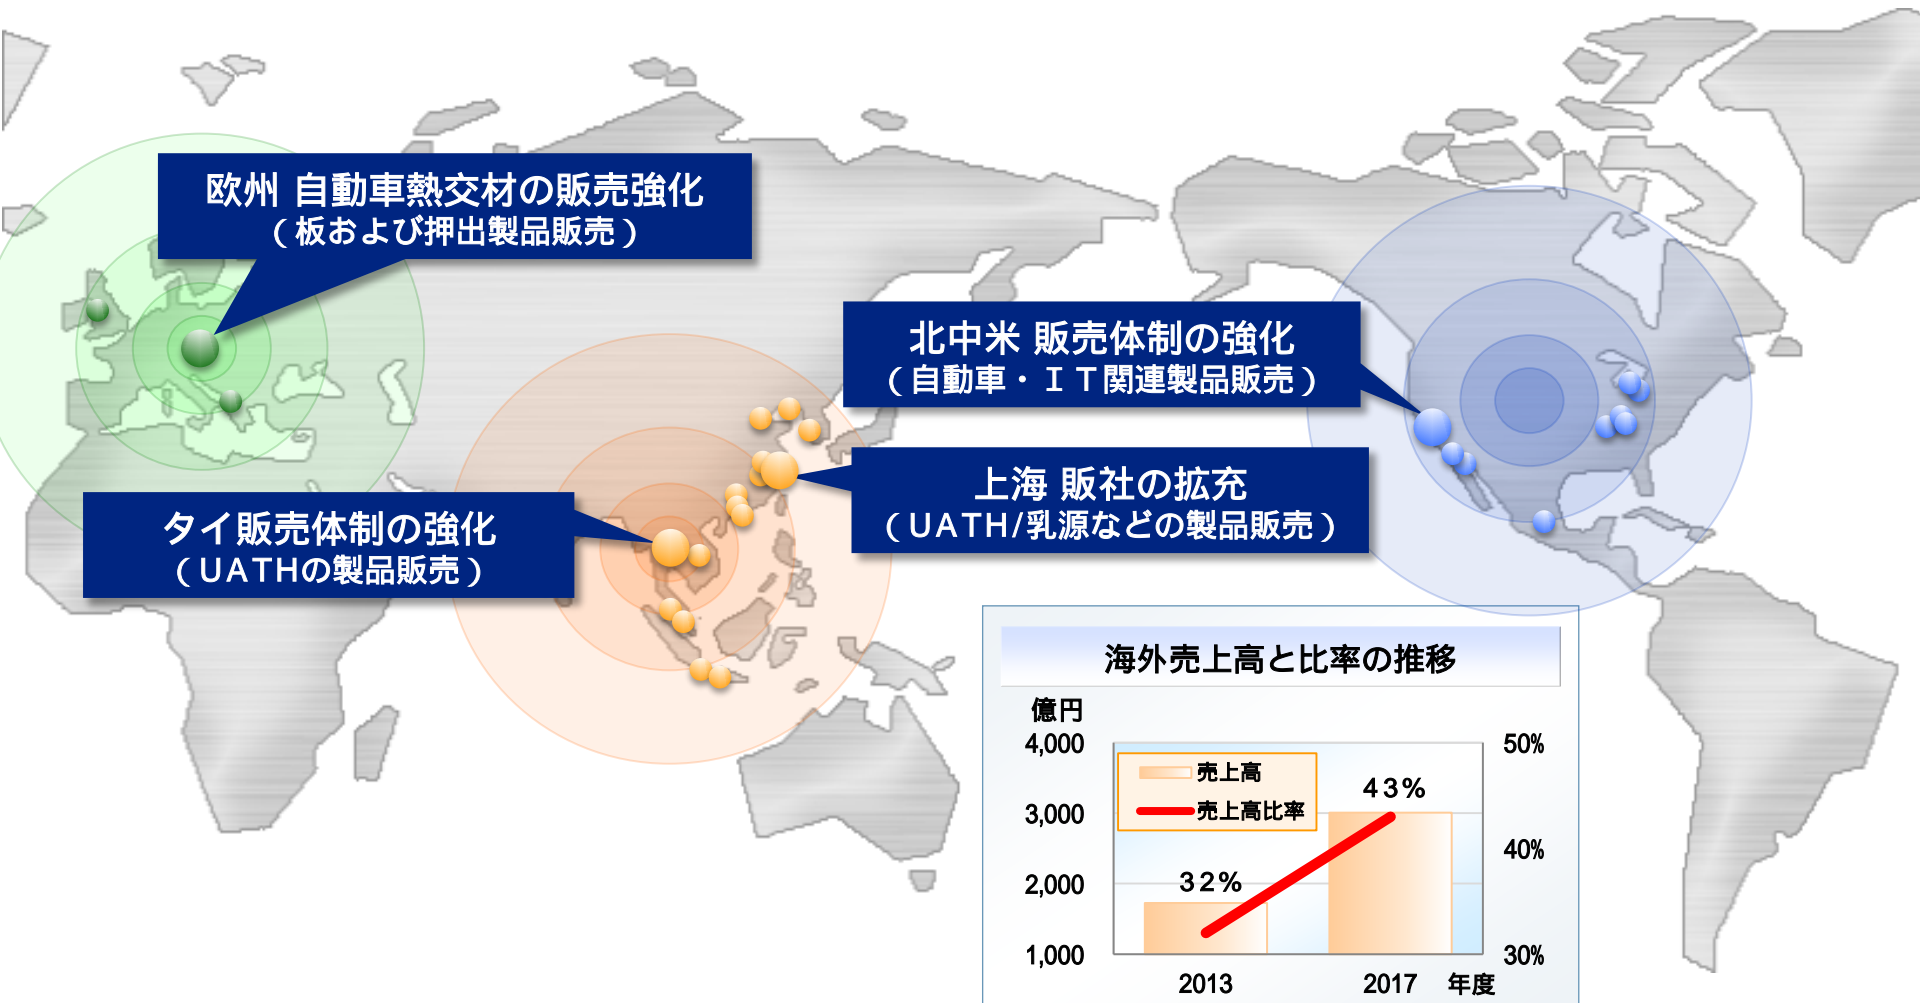 欧州 自動車熱交材の販売強化
（板および押出製品販売）
北中米 販売体制の強化
（自動車・ＩＴ関連製品販売）
上海 販社の拡充
（UATH/乳源などの製品販売）
タイ販売体制の強化
（UATHの製品販売）
海外売上高と比率の推移
億円
4,000
3,000
2,000
1,000
50%
40%
30%
売上高
売上高比率
32%
43%
2013
2017
年度